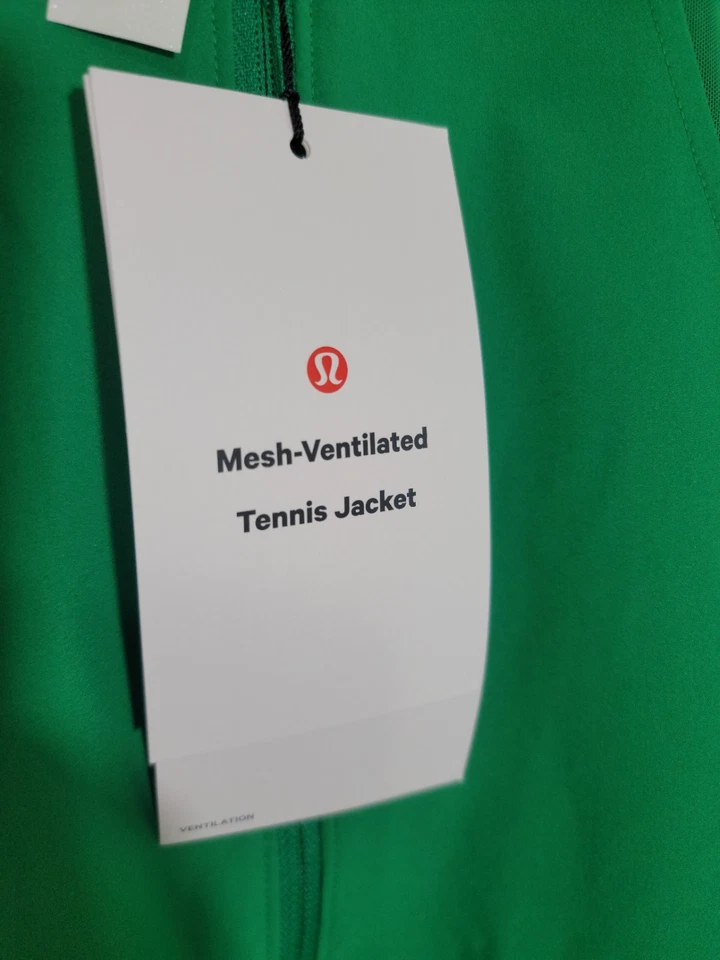 Mesh-Ventilated
Tennis Jacket
VENTILATION